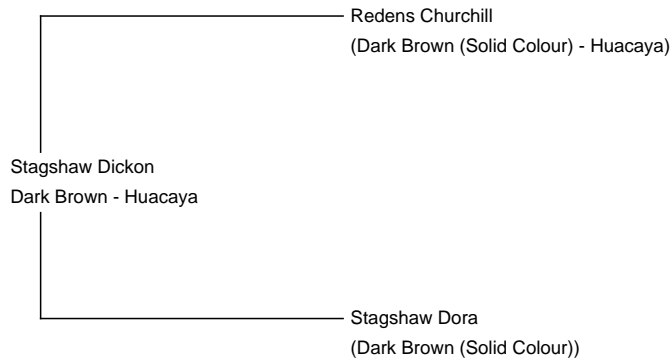 Redens Churchill
(Dark Brown (Solid Colour) - Huacaya)
Stagshaw Dickon
Dark Brown - Huacaya
Stagshaw Dora
(Dark Brown (Solid Colour))